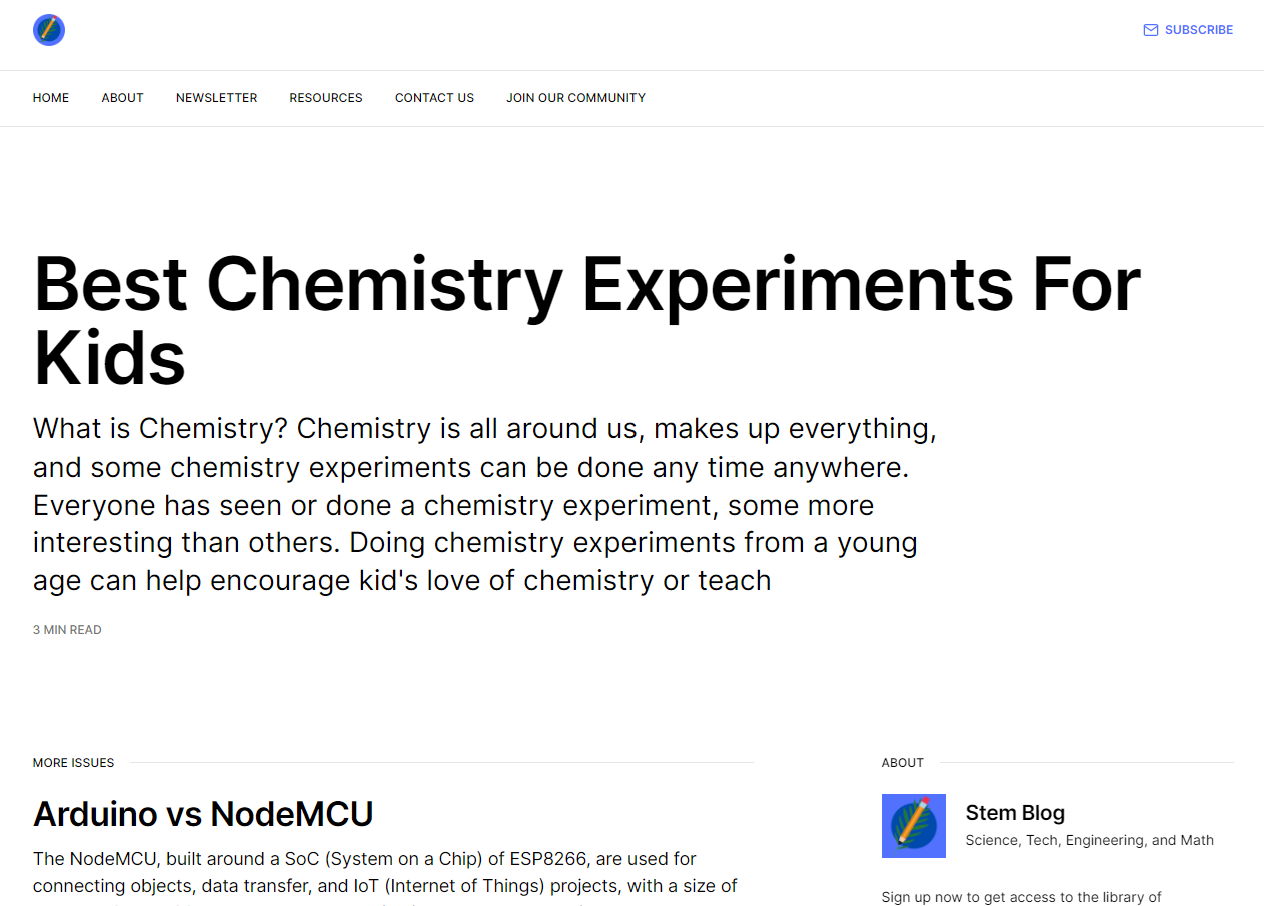 SUBSCRIBE
HOME ABOUT NEWSLETTER RESOURCES CONTACT US JOIN OUR COMMUNITY
Best Chemistry Experiments For
Kids
What is Chemistry? Chemistry is all around us, makes up everything,
and some chemistry experiments can be done any time anywhere.
Everyone has seen or done a chemistry experiment, some more
interesting than others. Doing chemistry experiments from a young
age can help encourage kid's love of chemistry or teach
3 MIN READ
MORE ISSUES
Arduino vs NodeMCU
The NodeMCU, built around a SoC (System on a Chip) of ESP8266, are used for
connecting objects, data transfer, and IoT (Internet of Things) projects, with a size of
ABOUT
Stem Blog
Science, Tech, Engineering, and Math
Sign up now to get access to the library of